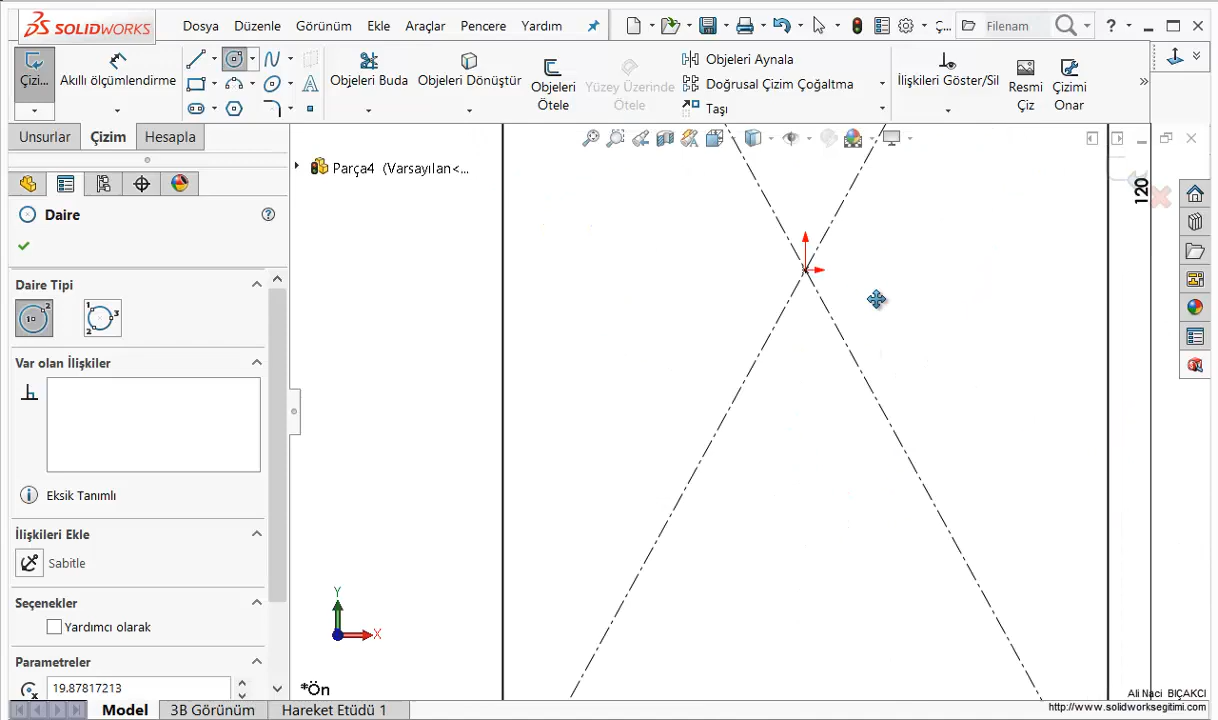 SOLIDWORKS
Dosya Düzenle Görünüm Ekle Araçlar Pencere Yardım
Ç... Filenam ?
Çizi... Akıllı ölçümlendirme Objeleri Buda Objeleri Dönüştür Objeleri Ötele Yüzey Üzerinde Ötele
Objeleri Aynala
Doğrusal Çizim Çoğaltma
Taşı
İlişkileri Göster/Sil Resmi Çiz Çizimi Onar
Unsurlar Çizim Hesapla
Parça4 (Varsayılan<...
120
Daire
Daire Tipi
Var olan İlişkiler
Eksik Tanımlı
İlişkileri Ekle
Sabitle
Seçenekler
Yardımcı olarak
Parametreler
19.87817213
Y
X
*Ön
Ali Naci BIÇAKCI
http://www.solidworksegitimi.com
Model 3B Görünüm Hareket Etüdü 1